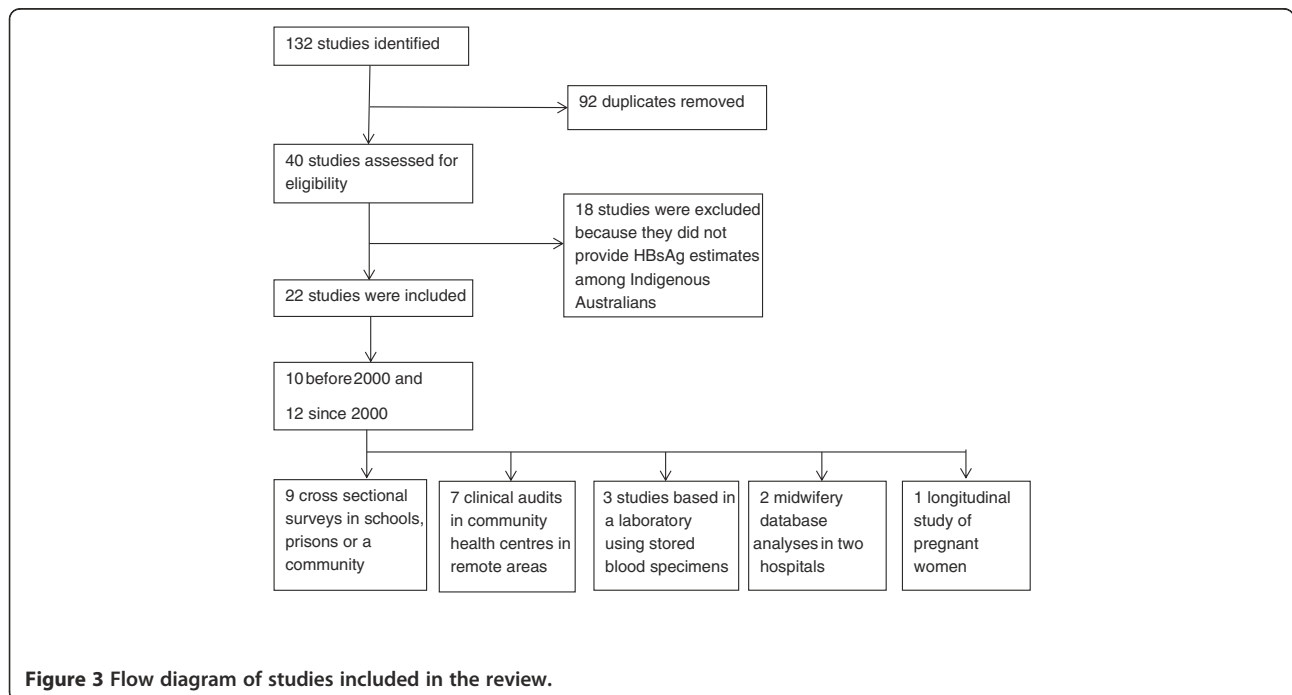 132 studies identified
92 duplicates removed
40 studies assessed for
eligibility
18 studies were excluded
because they did not
provide HBsAg estimates
among Indigenous
Australians
22 studies were included
10 before 2000 and
12 since 2000
9 cross sectional
surveys in schools,
prisons or a
community
7 clinical audits
in community
health centres in
remote areas
3 studies based in
a laboratory
using stored
blood specimens
2 midwifery
database
analyses in two
hospitals
1 longitudinal
study of
pregnant
women
Figure 3 Flow diagram of studies included in the review.